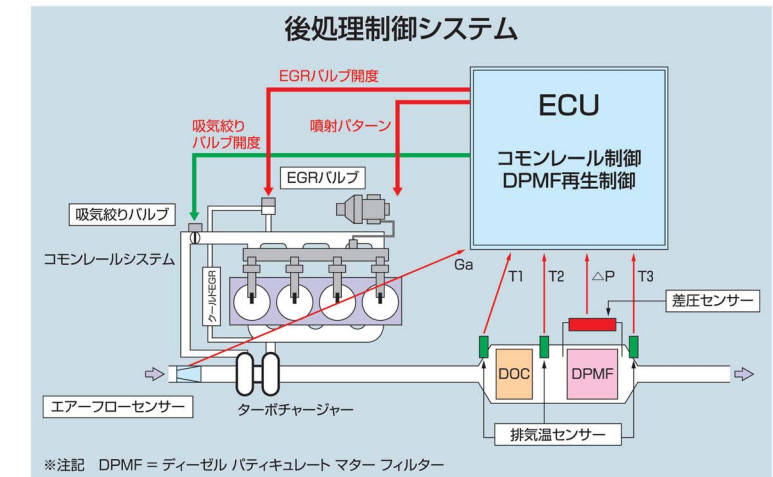 後処理制御システム
EGRバルブ開度
ECU
吸気絞り
バルブ開度
噴射パターン
コモンレール制御
DPMF再生制御
EGRバルブ
吸気絞りバルブ
コモンレールシステム
クールドEGR
Ga
T1
T2
△P
T3
差圧センサー
DOC
DPMF
エアーフローセンサー
ターボチャージャー
排気温センサー
※注記 DPMF = ディーゼル パティキュレート マター フィルター